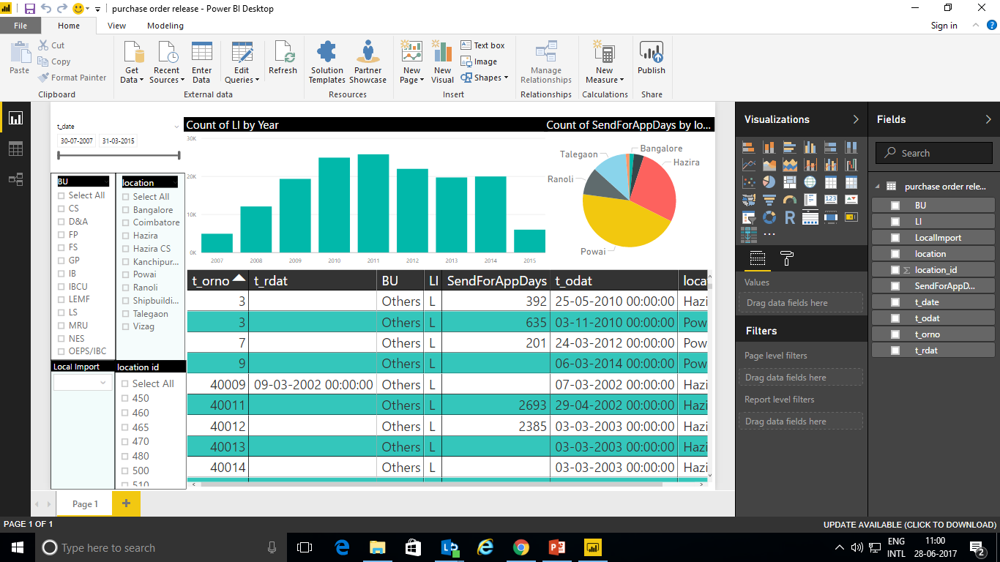 purchase order release - Power BI Desktop
File
Home
View
Modeling
Sign in
Paste
Cut
Copy
Format Painter
Clipboard
Get
Data
Recent
Sources
Enter
Data
Edit
Queries
Refresh
External data
Solution
Templates
Partner
Showcase
Resources
New
Page
New
Visual
Text box
Image
Shapes
Insert
Manage
Relationships
Relationships
New
Measure
Calculations
Publish
Share
t_date
30-07-2007
31-03-2015
BU
Select All
CS
D&A
FP
FS
GP
IB
IBCU
LEMF
LS
MRU
NES
OEPS/IBC
location
Select All
Bangalore
Coimbatore
Hazira
Hazira CS
Kanchipur...
Powai
Ranoli
Shipbuildi...
Talegaon
Vizag
Local Import
location id
Select All
450
460
465
470
480
500
510
Count of LI by Year
30K
20K
10K
0K
2007 2008 2009 2010 2011 2012 2013 2014 2015
Count of SendForAppDays by lo...
Bangalore
Hazira
Talegaon
Ranoli
Powai
t_orno t_rdat BU LI SendForAppDays t_odat loca
3 Others L 392 25-05-2010 00:00:00 Hazi
3 Others L 635 03-11-2010 00:00:00 Pow
7 Others L 201 24-03-2012 00:00:00 Pow
9 Others L 06-03-2014 00:00:00 Pow
40009 09-03-2002 00:00:00 Others L 07-03-2002 00:00:00 Hazi
40011 Others L 2693 29-04-2002 00:00:00 Hazi
40012 Others L 2385 03-03-2003 00:00:00 Hazi
40013 Others L 03-03-2003 00:00:00 Hazi
40014 Others L 03-03-2003 00:00:00 Hazi
Visualizations
R
123
Values
Drag data fields here
Filters
Page level filters
Drag data fields here
Report level filters
Drag data fields here
Fields
Search
purchase order rele...
BU
LI
LocalImport
location
Σ location_id
SendForAppD...
t_date
t_odat
t_orno
t_rdat
Page 1
PAGE 1 OF 1
UPDATE AVAILABLE (CLICK TO DOWNLOAD)
Type here to search
ENG
INTL
11:00
28-06-2017
2